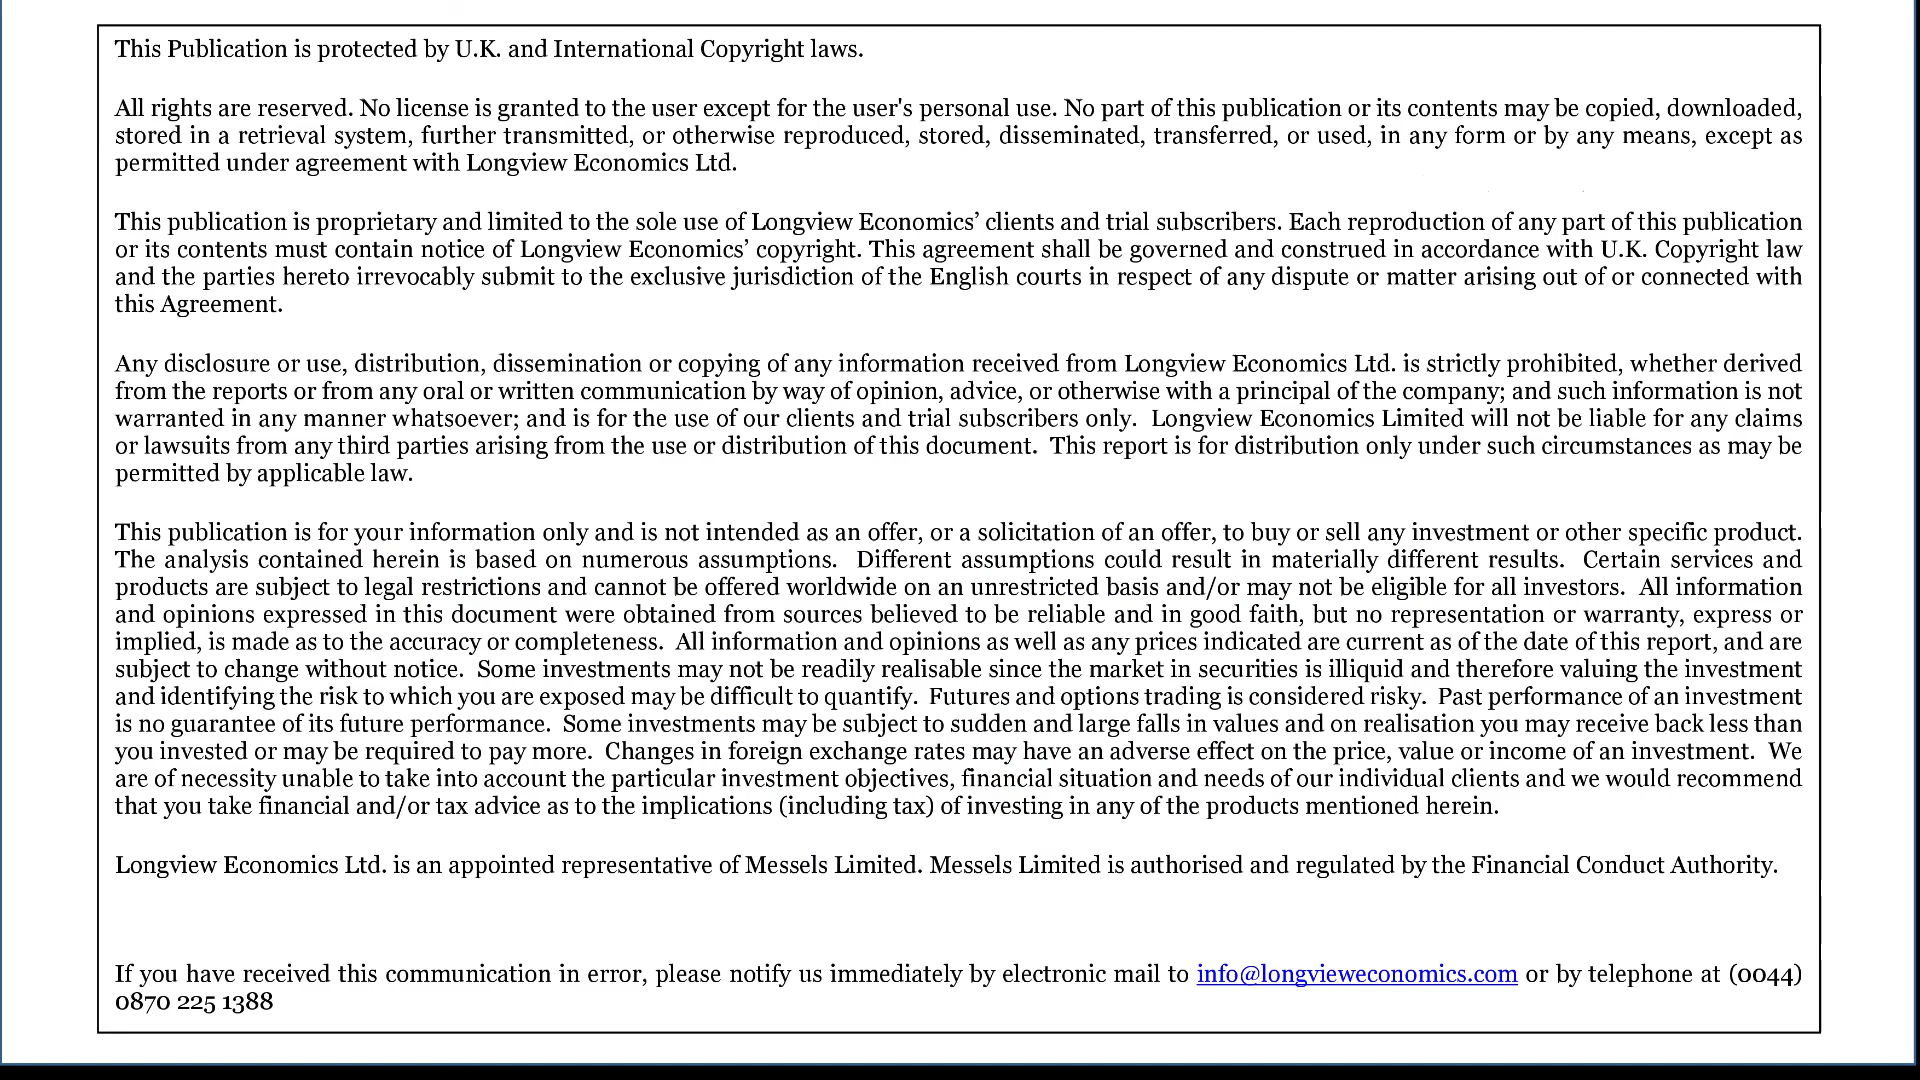 This Publication is protected by U.K. and International Copyright laws.
All rights are reserved. No license is granted to the user except for the user's personal use. No part of this publication or its contents may be copied, downloaded,
stored in a retrieval system, further transmitted, or otherwise reproduced, stored, disseminated, transferred, or used, in any form or by any means, except as
permitted under agreement with Longview Economics Ltd.
This publication is proprietary and limited to the sole use of Longview Economics’ clients and trial subscribers. Each reproduction of any part of this publication
or its contents must contain notice of Longview Economics’ copyright. This agreement shall be governed and construed in accordance with U.K. Copyright law
and the parties hereto irrevocably submit to the exclusive jurisdiction of the English courts in respect of any dispute or matter arising out of or connected with
this Agreement.
Any disclosure or use, distribution, dissemination or copying of any information received from Longview Economics Ltd. is strictly prohibited, whether derived
from the reports or from any oral or written communication by way of opinion, advice, or otherwise with a principal of the company; and such information is not
warranted in any manner whatsoever; and is for the use of our clients and trial subscribers only.  Longview Economics Limited will not be liable for any claims
or lawsuits from any third parties arising from the use or distribution of this document.  This report is for distribution only under such circumstances as may be
permitted by applicable law.
This publication is for your information only and is not intended as an offer, or a solicitation of an offer, to buy or sell any investment or other specific product.
The analysis contained herein is based on numerous assumptions.  Different assumptions could result in materially different results.  Certain services and
products are subject to legal restrictions and cannot be offered worldwide on an unrestricted basis and/or may not be eligible for all investors.  All information
and opinions expressed in this document were obtained from sources believed to be reliable and in good faith, but no representation or warranty, express or
implied, is made as to the accuracy or completeness.  All information and opinions as well as any prices indicated are current as of the date of this report, and are
subject to change without notice.  Some investments may not be readily realisable since the market in securities is illiquid and therefore valuing the investment
and identifying the risk to which you are exposed may be difficult to quantify.  Futures and options trading is considered risky.  Past performance of an investment
is no guarantee of its future performance.  Some investments may be subject to sudden and large falls in values and on realisation you may receive back less than
you invested or may be required to pay more.  Changes in foreign exchange rates may have an adverse effect on the price, value or income of an investment.  We
are of necessity unable to take into account the particular investment objectives, financial situation and needs of our individual clients and we would recommend
that you take financial and/or tax advice as to the implications (including tax) of investing in any of the products mentioned herein.
Longview Economics Ltd. is an appointed representative of Messels Limited. Messels Limited is authorised and regulated by the Financial Conduct Authority.
If you have received this communication in error, please notify us immediately by electronic mail to info@longvieweconomics.com or by telephone at (0044)
0870 225 1388